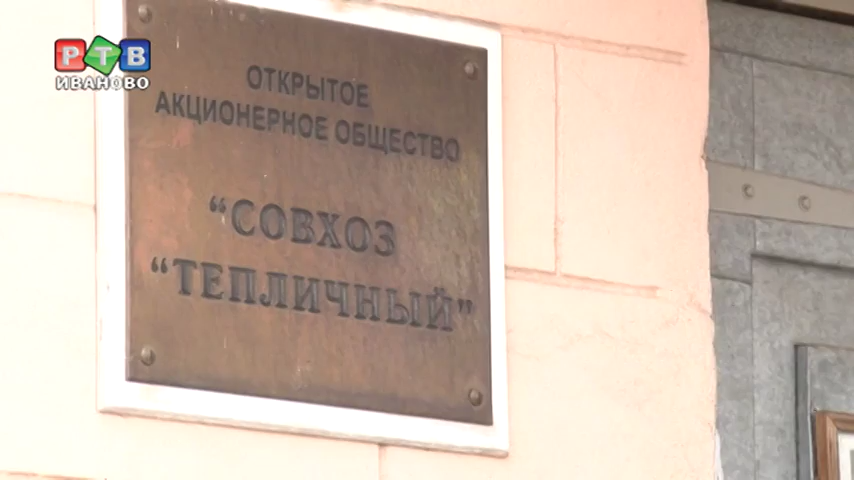 РТВ
ИВАНОВО
ОТКРЫТОЕ
АКЦИОНЕРНОЕ ОБЩЕСТВО
“СОВХОЗ
“ТЕПЛИЧНЫЙ”